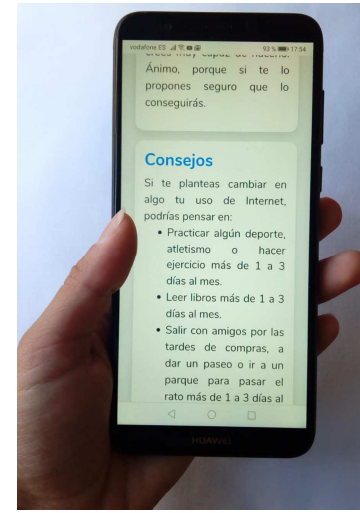 vodafone ES 93 % 17:54
Ánimo, porque si te lo
propones seguro que lo
conseguirás.
Consejos
Si te planteas cambiar en
algo tu uso de Internet,
podrías pensar en:
• Practicar algún deporte,
atletismo o hacer
ejercicio más de 1 a 3
días al mes.
• Leer libros más de 1 a 3
días al mes.
• Salir con amigos por las
tardes de compras, a
dar un paseo o ir a un
parque para pasar el
rato más de 1 a 3 días al
HUAWEI